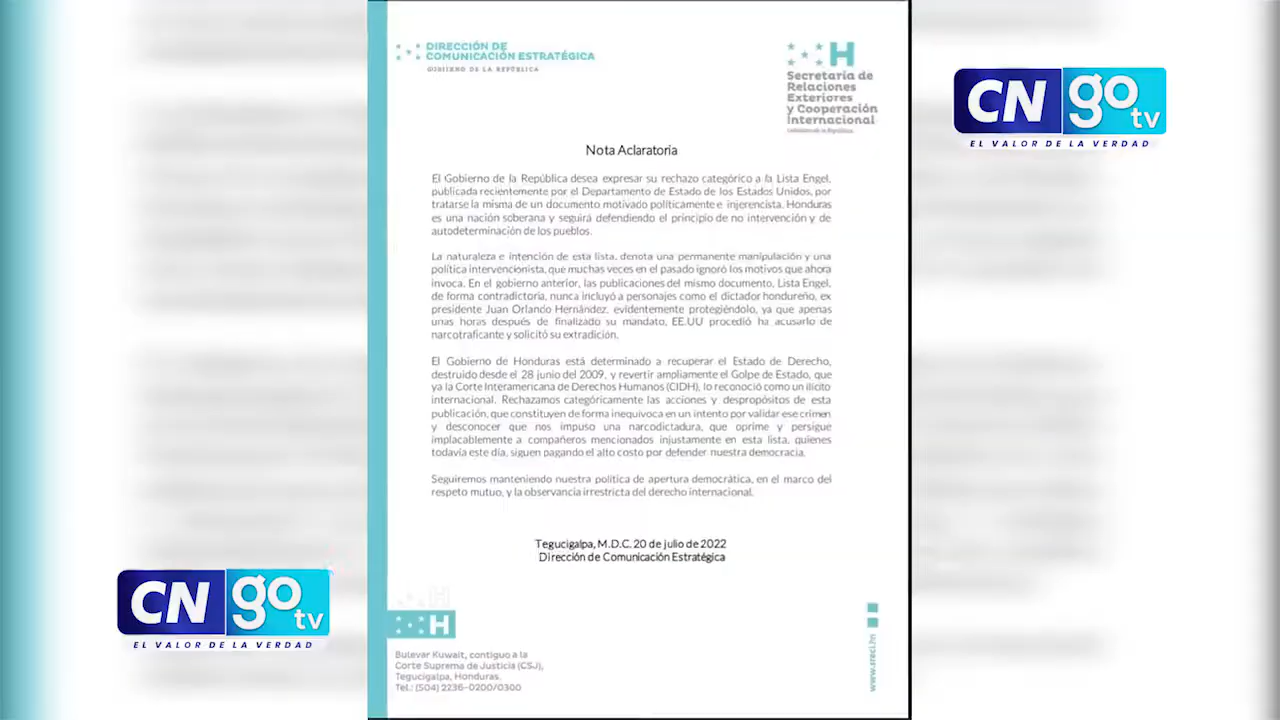 DIRECCIÓN DE
COMUNICACIÓN ESTRATÉGICA
GOBIERNO DE LA REPÚBLICA
H
Secretaría de
Relaciones
Exteriores
y Cooperación
Internacional
Gobierno de la República
CN go tv
EL VALOR DE LA VERDAD
Nota Aclaratoria
El Gobierno de la República desea expresar su rechazo categórico a la Lista Engel,
publicada recientemente por el Departamento de Estado de los Estados Unidos, por
tratarse la misma de un documento motivado políticamente e injerencista. Honduras
es una nación soberana y seguirá defendiendo el principio de no intervención y de
autodeterminación de los pueblos.
La naturaleza e intención de esta lista, denota una permanente manipulación y una
política intervencionista, que muchas veces en el pasado ignoró los motivos que ahora
invoca. En el gobierno anterior, las publicaciones del mismo documento, Lista Engel,
de forma contradictoria, nunca incluyó a personajes como el dictador hondureño, ex
presidente Juan Orlando Hernández, evidentemente protegiéndolo, ya que apenas
unas horas después de finalizado su mandato, EE.UU procedió ha acusarlo de
narcotraficante y solicitó su extradición.
El Gobierno de Honduras está determinado a recuperar el Estado de Derecho,
destruido desde el 28 junio del 2009, y revertir ampliamente el Golpe de Estado, que
ya la Corte Interamericana de Derechos Humanos (CIDH), lo reconoció como un ilícito
internacional. Rechazamos categóricamente las acciones y despropósitos de esta
publicación, que constituyen de forma inequívoca en un intento por validar ese crimen
y desconocer que nos impuso una narcodictadura, que oprime y persigue
implacablemente a compañeros mencionados injustamente en esta lista, quienes
todavía este día, siguen pagando el alto costo por defender nuestra democracia.
Seguiremos manteniendo nuestra política de apertura democrática, en el marco del
respeto mutuo, y la observancia irrestricta del derecho internacional.
Tegucigalpa, M.D.C. 20 de julio de 2022
Dirección de Comunicación Estratégica
CN go tv
EL VALOR DE LA VERDAD
H
Bulevar Kuwait, contiguo a la
Corte Suprema de Justicia (CSJ),
Tegucigalpa, Honduras.
Tel.: (504) 2236-0200/0300
www.sreci.hn